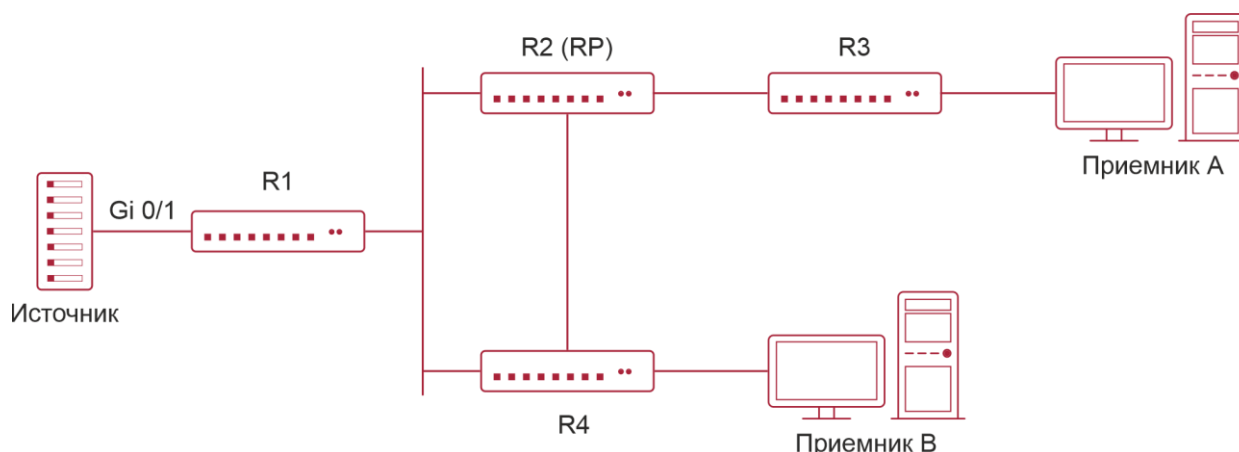 R2 (RP)
R3
Приемник A
R1
Gi 0/1
Источник
R4
Приемник B